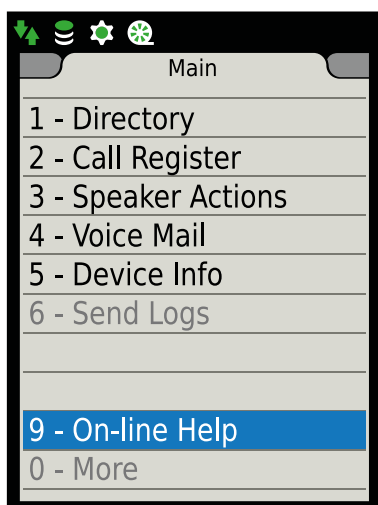 Main
1 - Directory
2 - Call Register
3 - Speaker Actions
4 - Voice Mail
5 - Device Info
6 - Send Logs
9 - On-line Help
0 - More